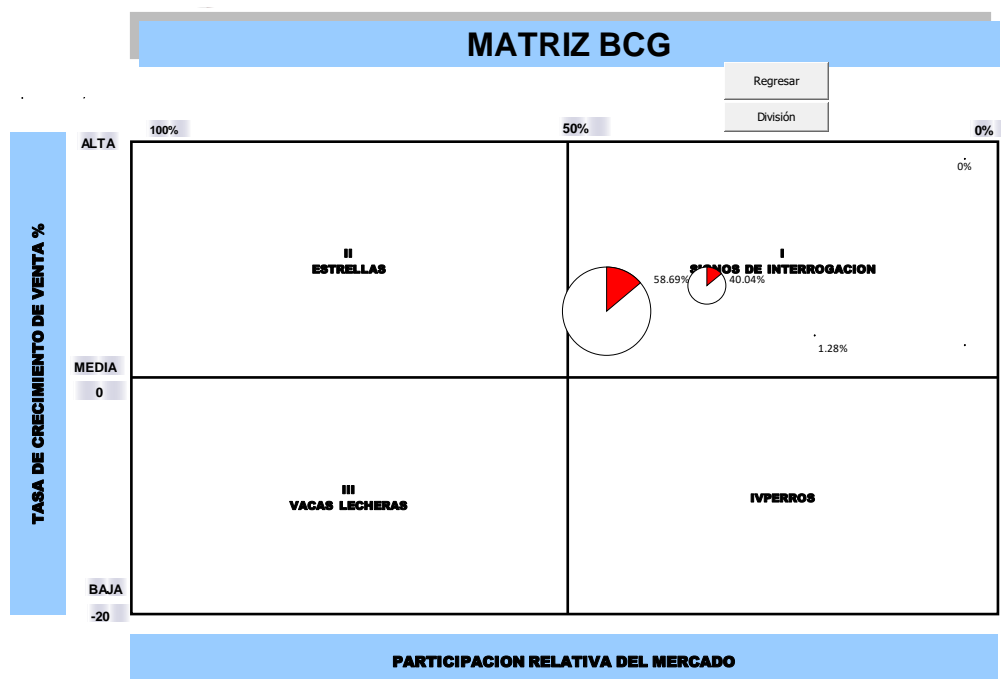 MATRIZ BCG
Regresar
División
100%
50%
0%
ALTA
0%
II
ESTRELLAS
I
SIGNOS DE INTERROGACION
58.69%
40.04%
1.28%
TASA DE CRECIMIENTO DE VENTA %
MEDIA
0
III
VACAS LECHERAS
IVPERROS
BAJA
-20
PARTICIPACION RELATIVA DEL MERCADO